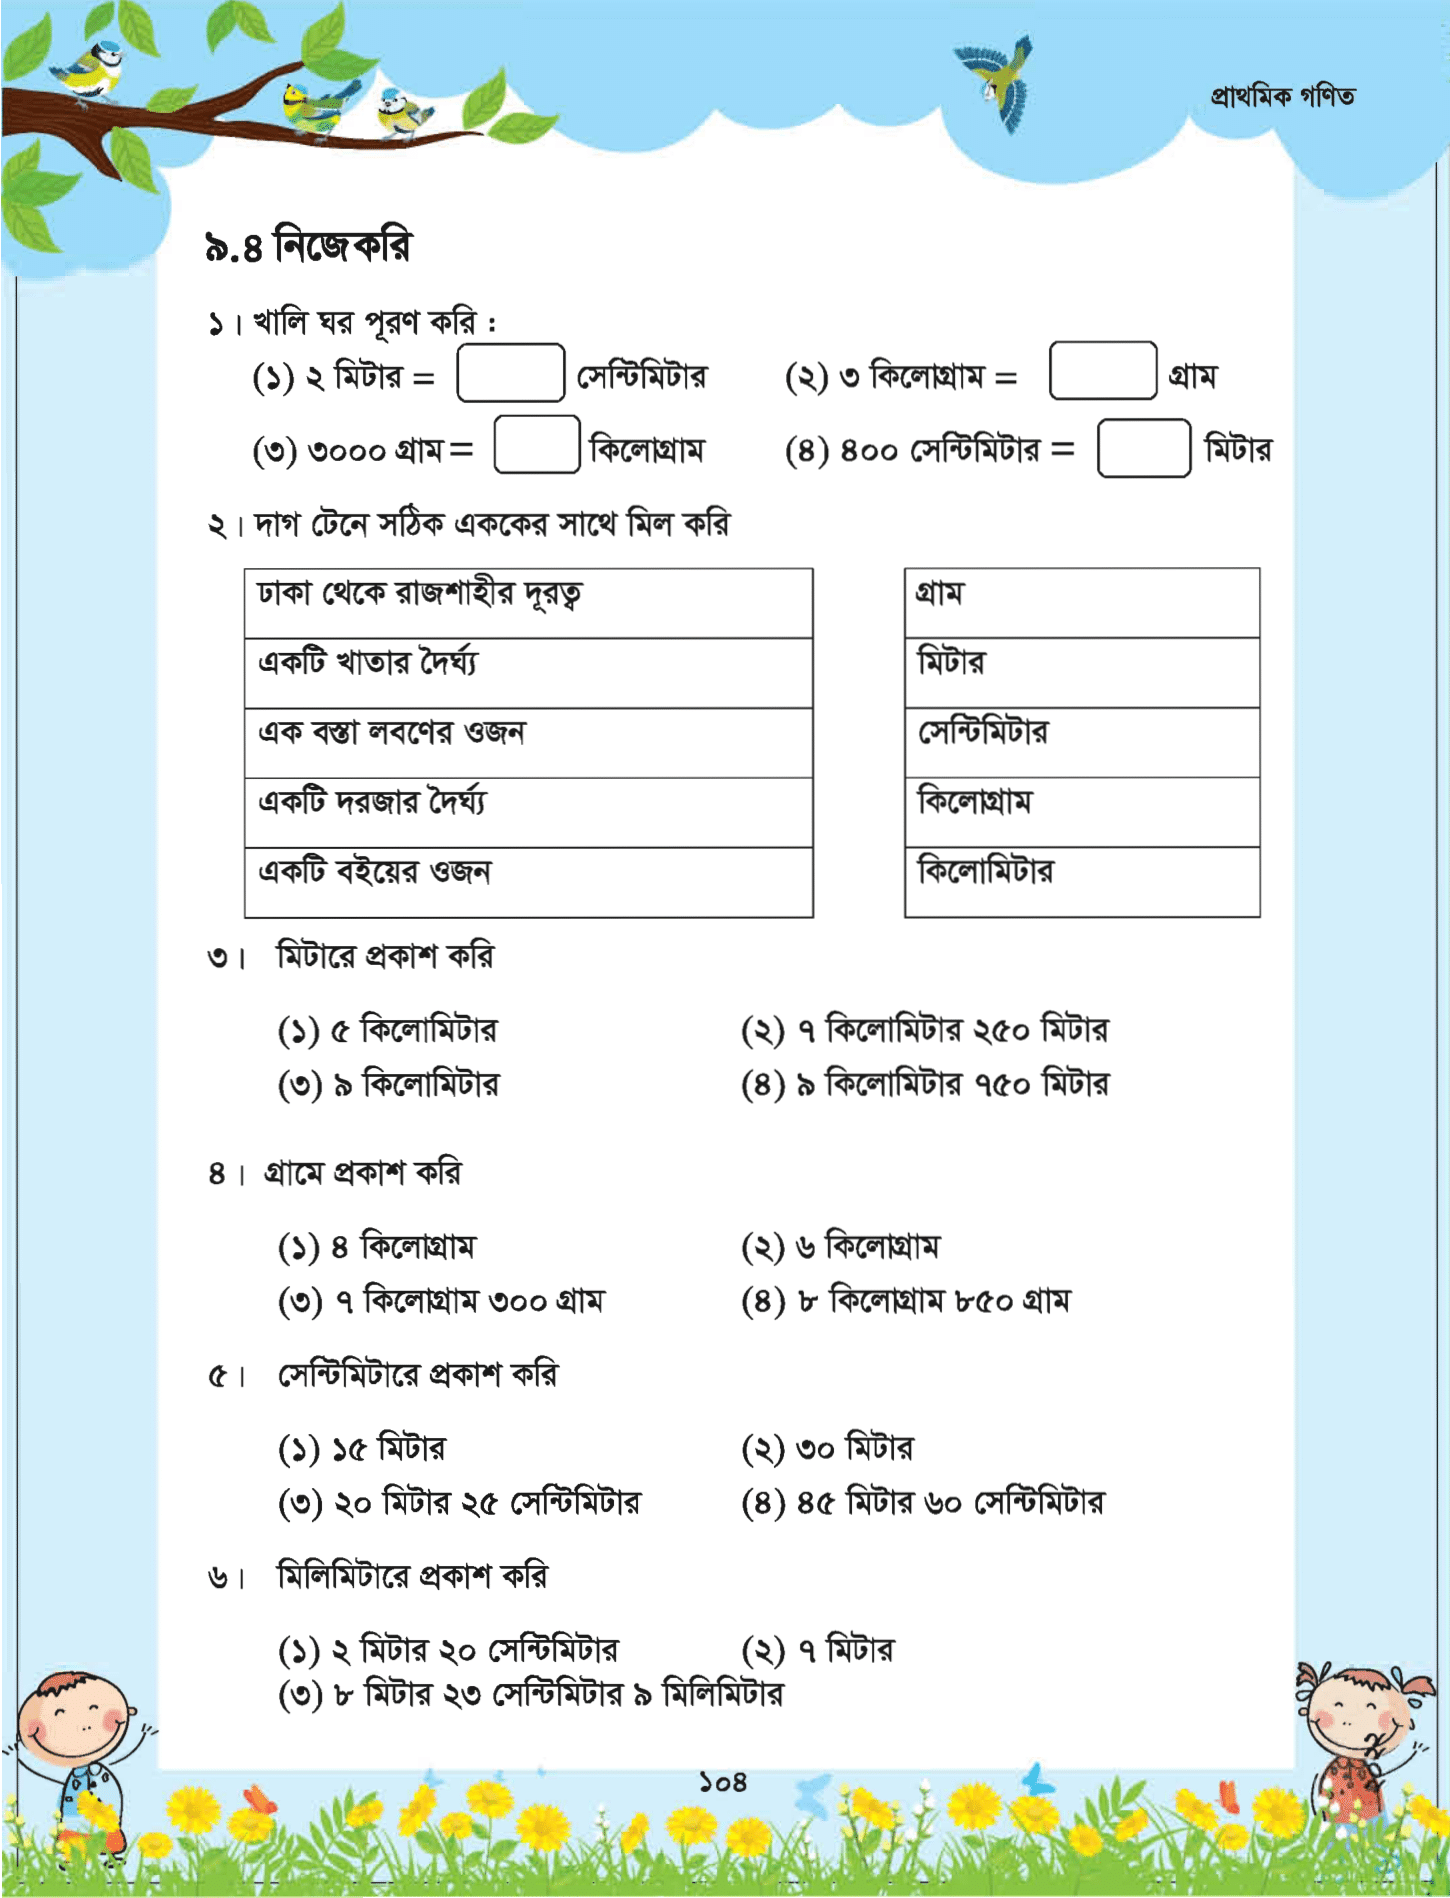 প্রাথমিক গণিত
৯.৪ নিজেকরি
১। খালি ঘর পূরণ করি :
(১) ২ মিটার = সেন্টিমিটার (২) ৩ কিলোগ্রাম = গ্রাম
(৩) ৩০০০ গ্রাম = কিলোগ্রাম (৪) ৪০০ সেন্টিমিটার = মিটার
২। দাগ টেনে সঠিক এককের সাথে মিল করি
ঢাকা থেকে রাজশাহীর দূরত্ব গ্রাম
একটি খাতার দৈর্ঘ্য মিটার
এক বস্তা লবণের ওজন সেন্টিমিটার
একটি দরজার দৈর্ঘ্য কিলোগ্রাম
একটি বইয়ের ওজন কিলোমিটার
৩। মিটারে প্রকাশ করি
(১) ৫ কিলোমিটার (২) ৭ কিলোমিটার ২৫০ মিটার
(৩) ৯ কিলোমিটার (৪) ৯ কিলোমিটার ৭৫০ মিটার
৪। গ্রামে প্রকাশ করি
(১) ৪ কিলোগ্রাম (২) ৬ কিলোগ্রাম
(৩) ৭ কিলোগ্রাম ৩০০ গ্রাম (৪) ৮ কিলোগ্রাম ৮৫০ গ্রাম
৫। সেন্টিমিটারে প্রকাশ করি
(১) ১৫ মিটার (২) ৩০ মিটার
(৩) ২০ মিটার ২৫ সেন্টিমিটার (৪) ৪৫ মিটার ৬০ সেন্টিমিটার
৬। মিলিমিটারে প্রকাশ করি
(১) ২ মিটার ২০ সেন্টিমিটার (২) ৭ মিটার
(৩) ৮ মিটার ২৩ সেন্টিমিটার ৯ মিলিমিটার
১০৪